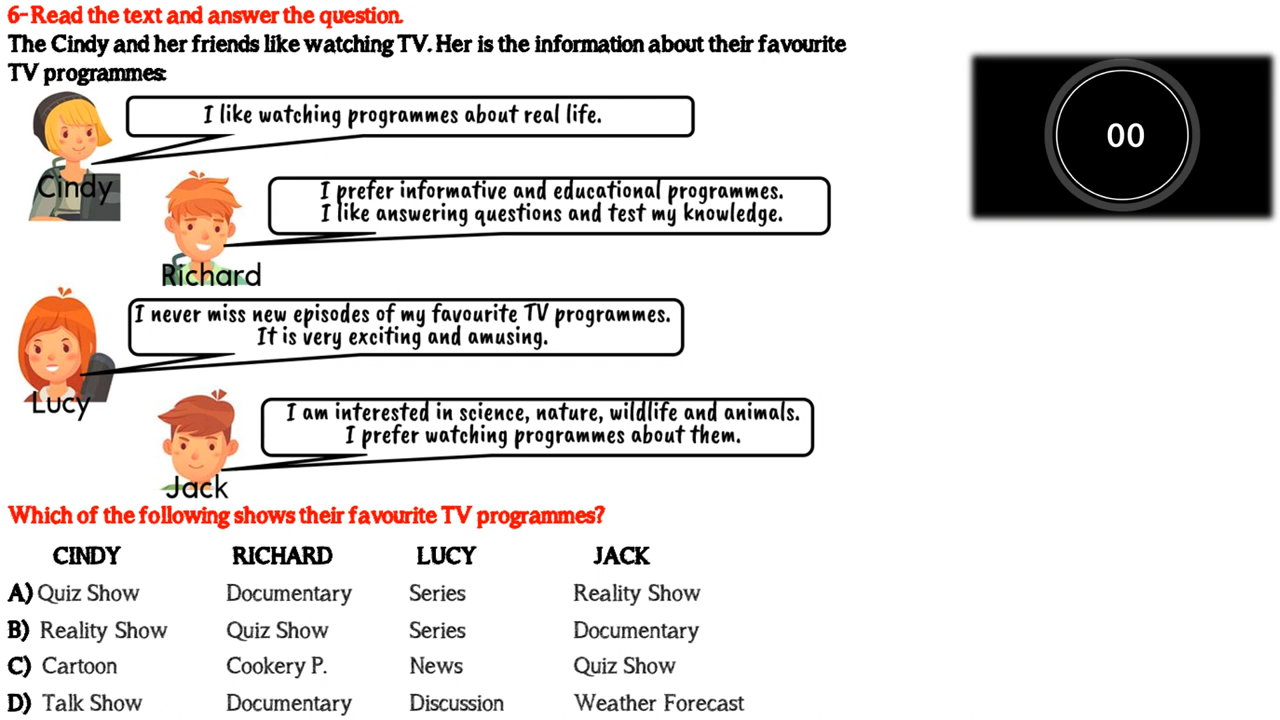 6-Read the text and answer the question.
The Cindy and her friends like watching TV. Her is the information about their favourite
TV programmes:
I like watching programmes about real life.
Cindy
I prefer informative and educational programmes.
I like answering questions and test my knowledge.
Richard
I never miss new episodes of my favourite TV programmes.
It is very exciting and amusing.
Lucy
I am interested in science, nature, wildlife and animals.
I prefer watching programmes about them.
Jack
00
Which of the following shows their favourite TV programmes?
CINDY RICHARD LUCY JACK
A) Quiz Show Documentary Series Reality Show
B) Reality Show Quiz Show Series Documentary
C) Cartoon Cookery P. News Quiz Show
D) Talk Show Documentary Discussion Weather Forecast